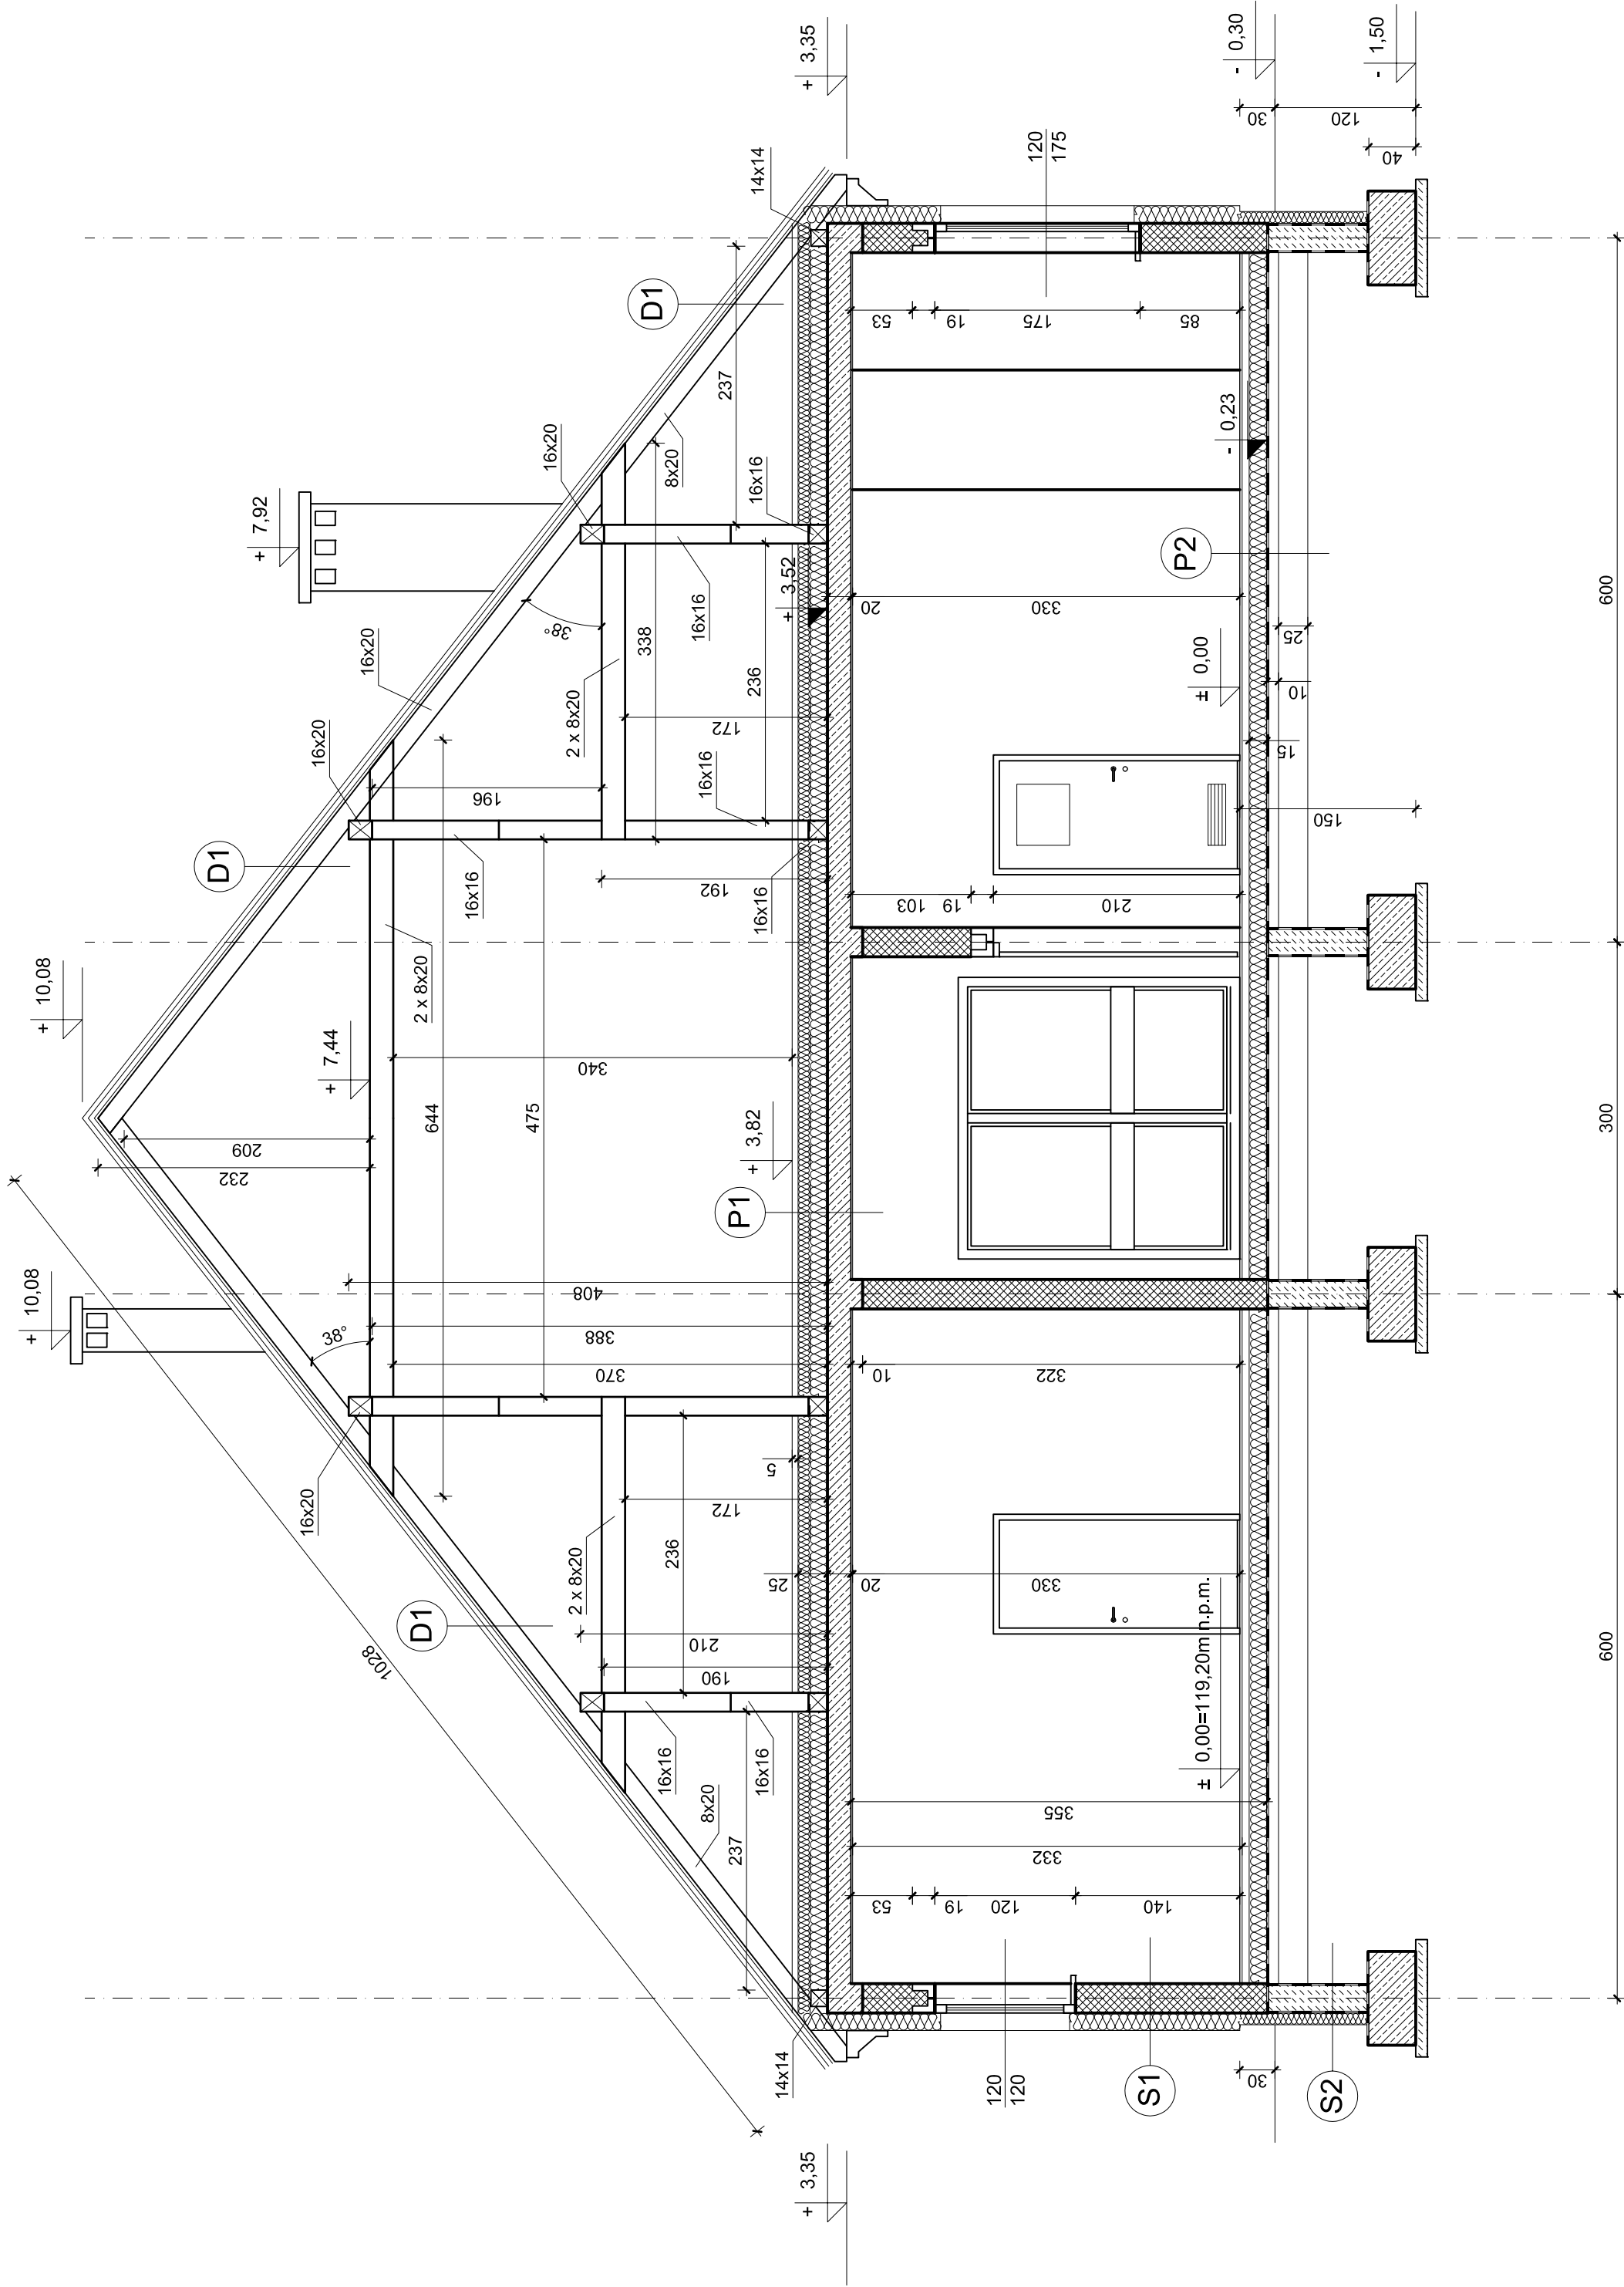 + 10,08
+ 10,08
1028
+ 7,92
38°
232
209
+ 7,44
D1
16x20
16x20
16x20
D1
644
2 x 8x20
16x16
196
475
340
16x20
38°
2 x 8x20
338
8x20
D1
8x20
16x16
2 x 8x20
236
210
190
172
370
388
408
192
172
16x16
16x16
236
237
237
16x16
16x16
16x16
14x14
14x14
25
5
P1
+ 3,82
+ 3,52
+ 3,35
+ 3,35
53
19
120
140
332
355
20
330
10
322
103
19
210
20
330
53
19
175
85
120
120
120
175
± 0,00=119,20m n.p.m.
± 0,00
P2
- 0,23
- 0,30
- 1,50
S1
S2
30
150
15
10
25
30
120
40
600
300
600